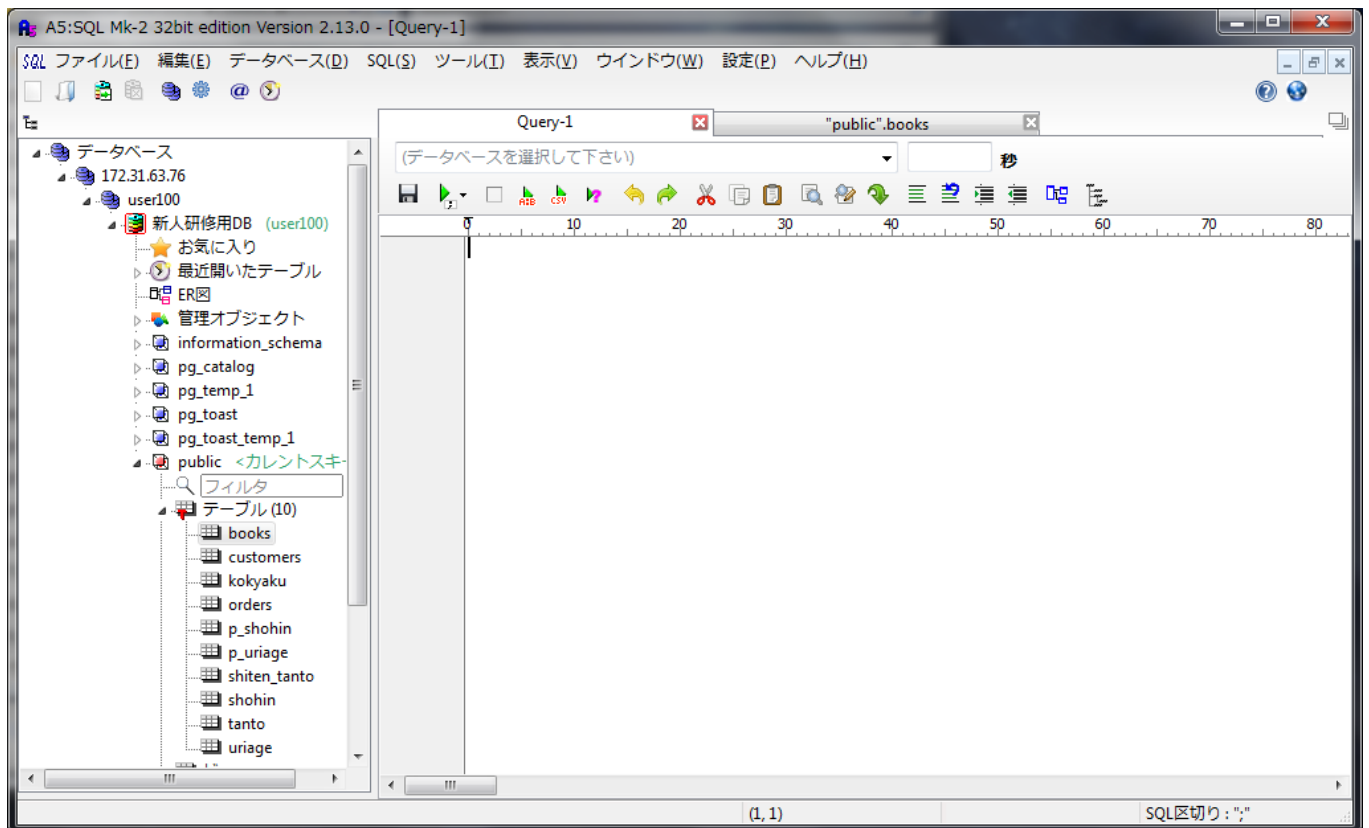 A5:SQL Mk-2 32bit edition Version 2.13.0 - [Query-1]
SQL ファイル(F) 編集(E) データベース(D) SQL(S) ツール(T) 表示(V) ウインドウ(W) 設定(P) ヘルプ(H)
Query-1 "public".books
データベース
172.31.63.76
user100
新人研修用DB (user100)
お気に入り
最近開いたテーブル
ER図
管理オブジェクト
information_schema
pg_catalog
pg_temp_1
pg_toast
pg_toast_temp_1
public <カレントスキー
フィルタ
テーブル (10)
books
customers
kokyaku
orders
p_shohin
p_uriage
shiten_tanto
shohin
tanto
uriage
(データベースを選択して下さい) 秒
0 10 20 30 40 50 60 70 80
(1, 1) SQL区切り : ";"